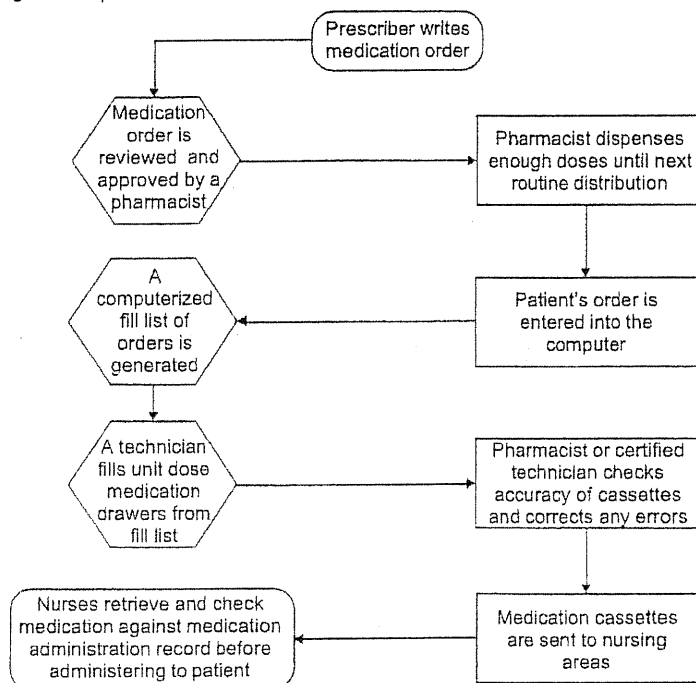 Prescriber writes
medication order
Medication
order is
reviewed and
approved by a
pharmacist
Pharmacist dispenses
enough doses until next
routine distribution
Patient's order is
entered into the
computer
A
computerized
fill list of
orders is
generated
A technician
fills unit dose
medication
drawers from
fill list
Pharmacist or certified
technician checks
accuracy of cassettes
and corrects any errors
Medication cassettes
are sent to nursing
areas
Nurses retrieve and check
medication against medication
administration record before
administering to patient